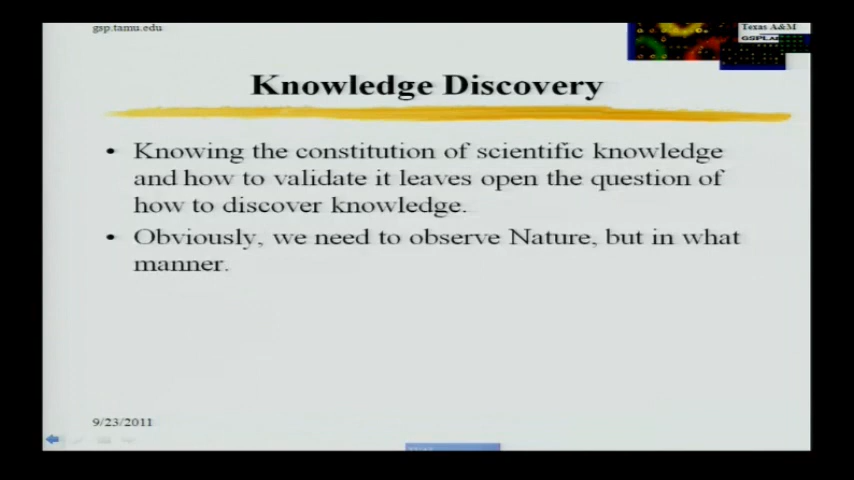 gsp.tamu.edu
Texas A&M
Knowledge Discovery
• Knowing the constitution of scientific knowledge
and how to validate it leaves open the question of
how to discover knowledge.
• Obviously, we need to observe Nature, but in what
manner.
9/23/2011